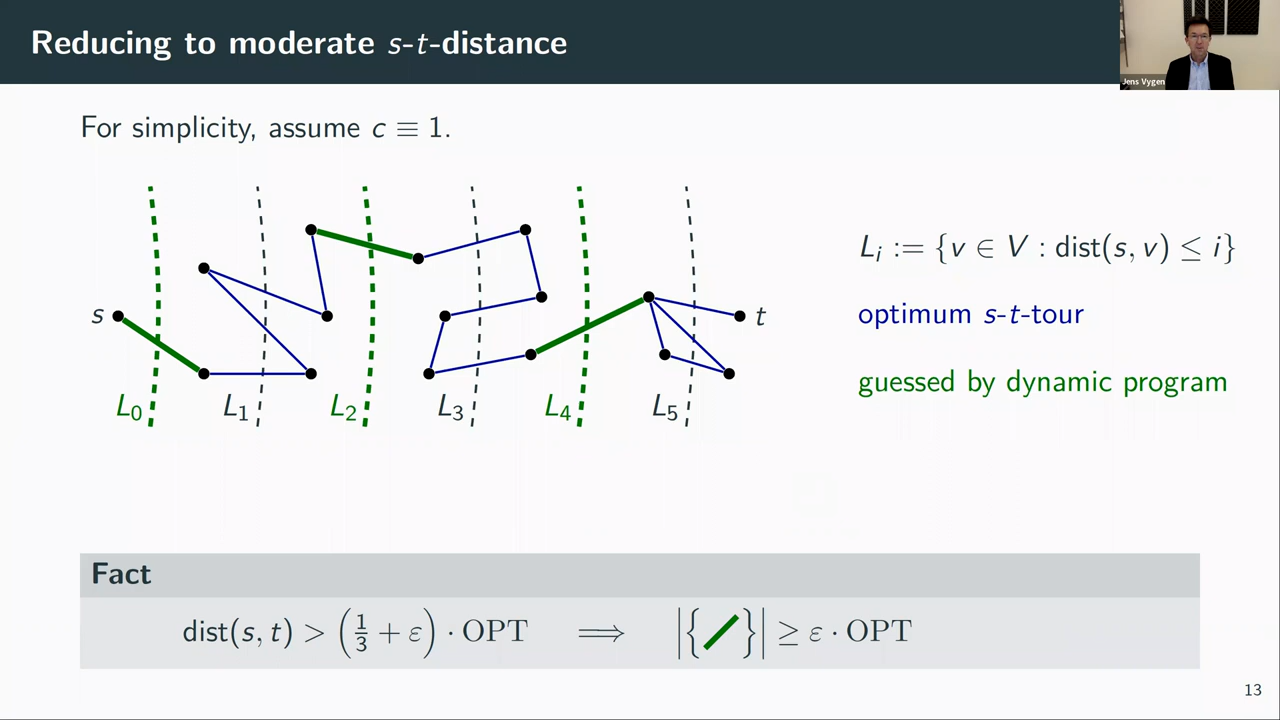 Reducing to moderate s-t-distance
Jens Vygen
For simplicity, assume c ≡ 1.
s
t
L₀ L₁ L₂ L₃ L₄ L₅
Lᵢ := {v ∈ V : dist(s, v) ≤ i}
optimum s-t-tour
guessed by dynamic program
Fact
dist(s, t) > (1/3 + ε) · OPT ⟹ |{ }| ≥ ε · OPT
13